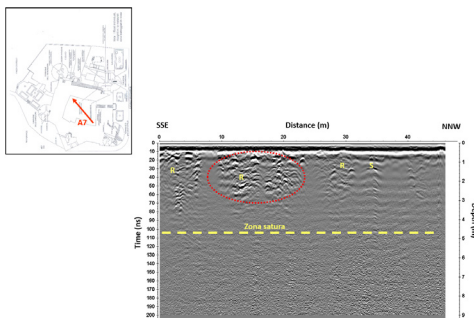 A7
SSE
Distance (m)
NNW
0 10 20 30 40
0
10
20
30
40
50
60
70
80
90
100
110
120
130
140
150
160
170
180
190
200
Time (ns)
R
R
R
S
Zona satura
0
1
2
3
4
5
6
7
8
9
Depth (m)